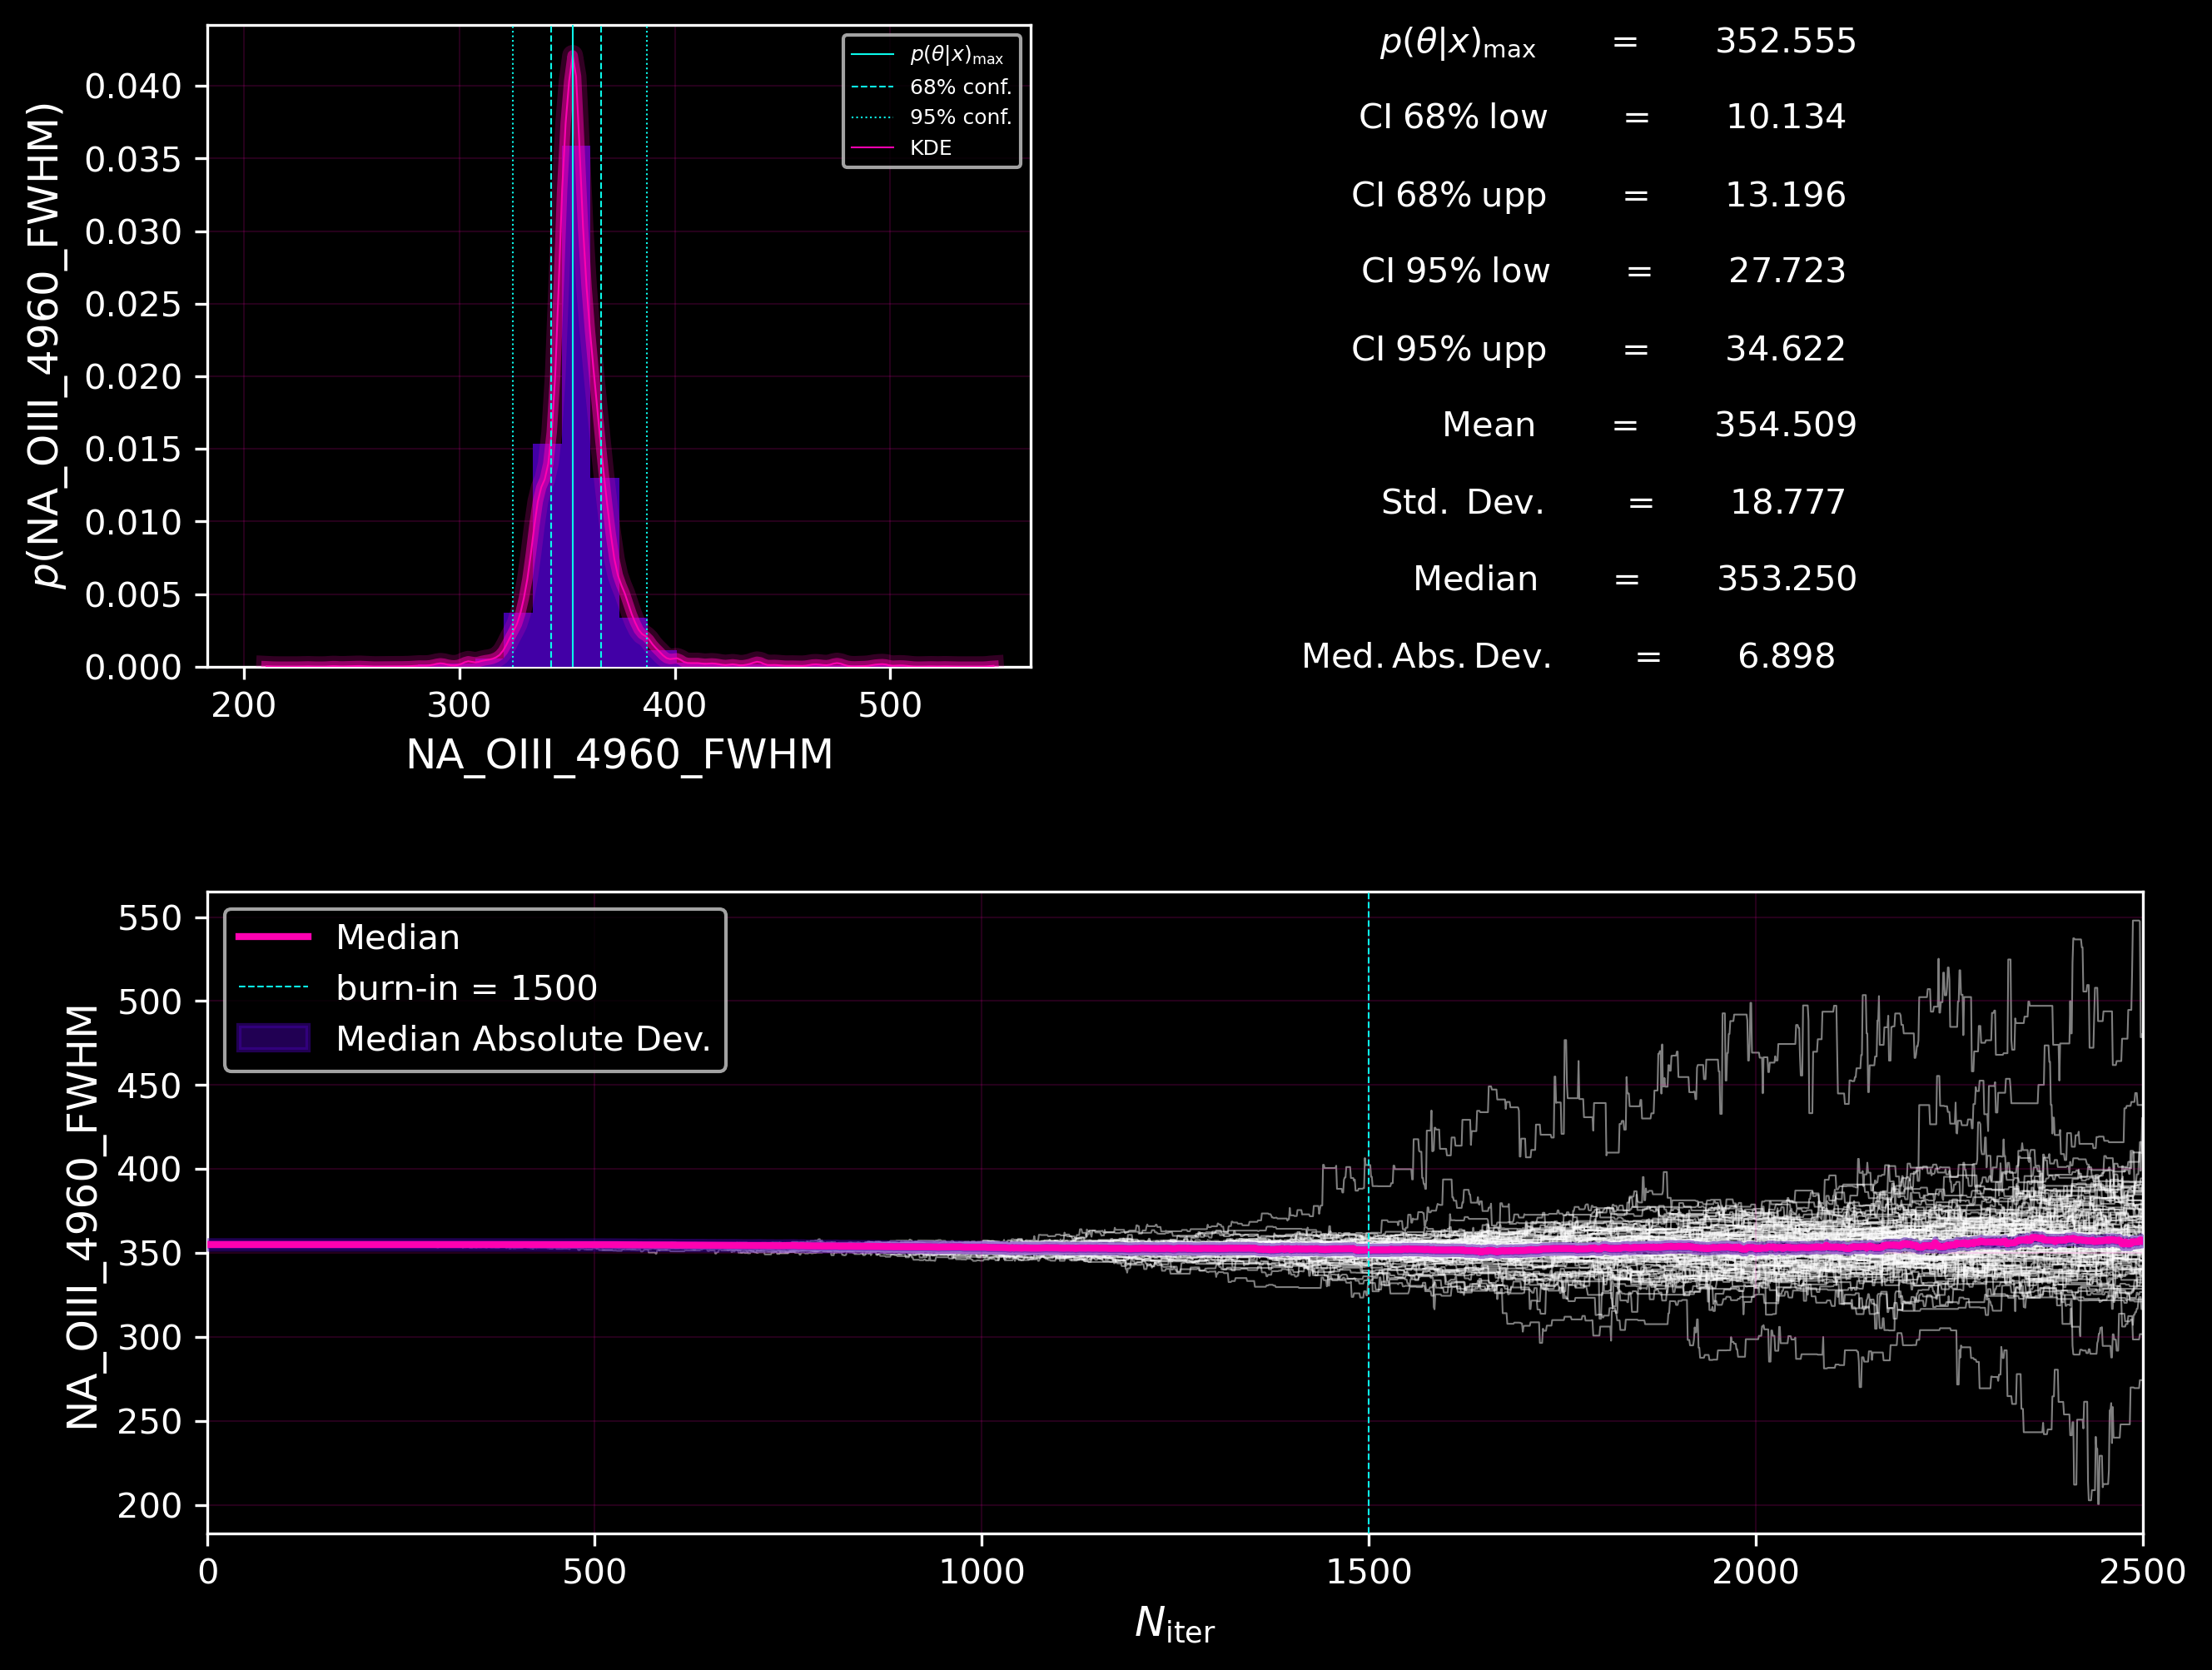 p(NA_OIII_4960_FWHM)
0.040
0.035
0.030
0.025
0.020
0.015
0.010
0.005
0.000
200 300 400 500
NA_OIII_4960_FWHM
p(θ|x)max
68% conf.
95% conf.
KDE
p(θ|x)max = 352.555
CI 68% low = 10.134
CI 68% upp = 13.196
CI 95% low = 27.723
CI 95% upp = 34.622
Mean = 354.509
Std. Dev. = 18.777
Median = 353.250
Med. Abs. Dev. = 6.898
NA_OIII_4960_FWHM
550
500
450
400
350
300
250
200
Median
burn-in = 1500
Median Absolute Dev.
0 500 1000 1500 2000 2500
Niter